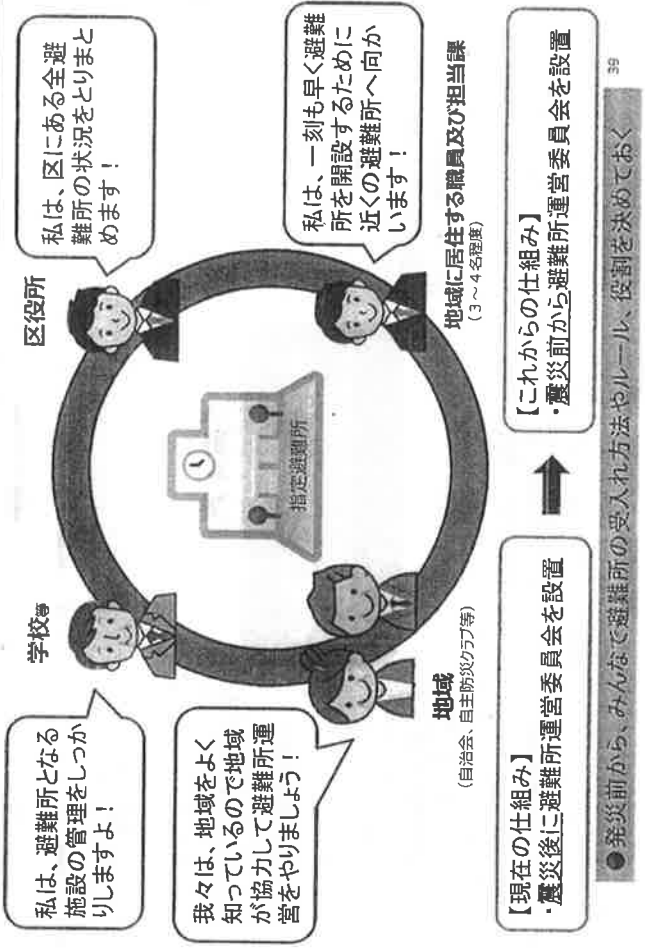 学校等
区役所
私は、避難所となる
施設の管理をしっか
りしますよ！
私は、区にある全避
難所の状況をとりまと
めます！
指定避難所
我々は、地域をよく
知っているので地域
が協力して避難所運
営をやりましょう！
私は、一刻も早く避難
所を開設するために
近くの避難所へ向か
います！
地域
（自治会、自主防災クラブ等）
地域に居住する職員及び担当課
（３～４名程度）
【現在の仕組み】
・震災後に避難所運営委員会を設置
【これからの仕組み】
・震災前から避難所運営委員会を設置
●発災前から、みんなで避難所の受入れ方法やルール、役割を決めておく
39